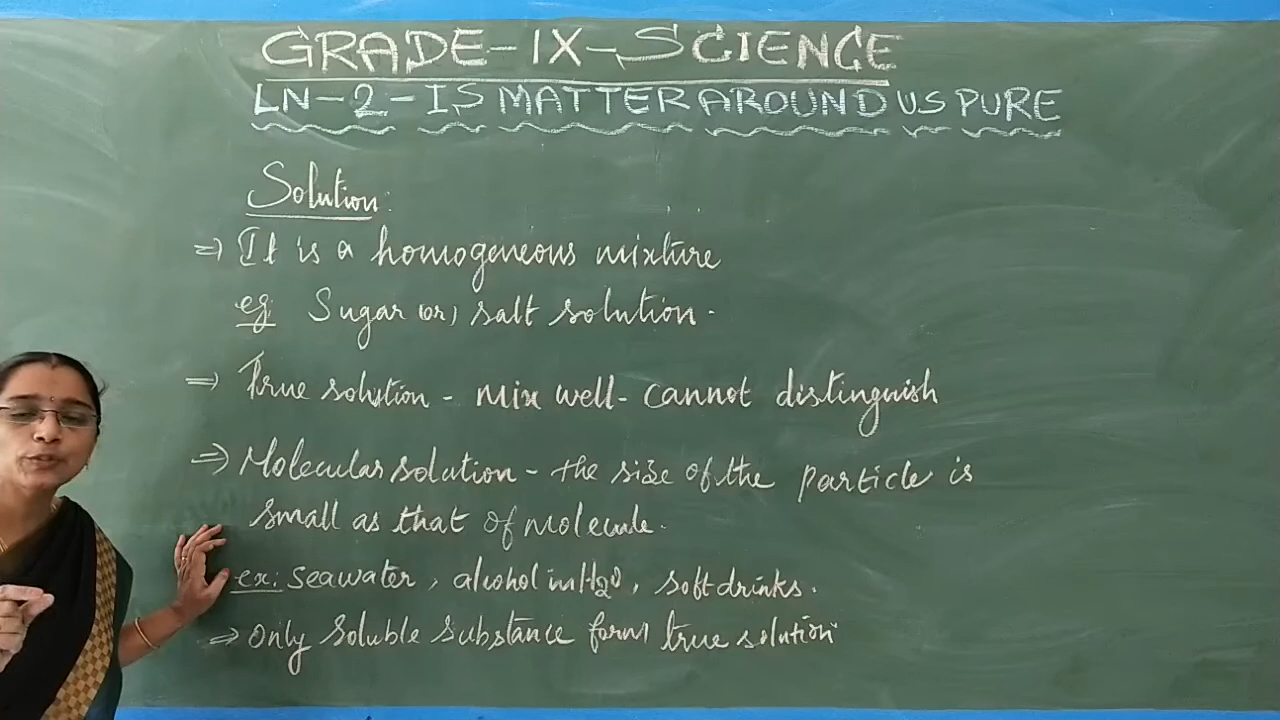 GRADE-IX-SCIENCE
LN-2-IS MATTER AROUND US PURE
Solution:
⇒ It is a homogeneous mixture
eg Sugar (or) salt solution.
⇒ True solution - mix well - cannot distinguish
⇒ Molecular solution - the size of the particle is
small as that of molecule.
ex: seawater, alcohol in H2O, soft drinks.
⇒ Only soluble substance form true solution